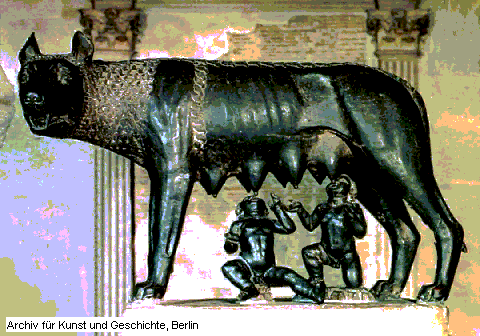 Archiv für Kunst und Geschichte, Berlin